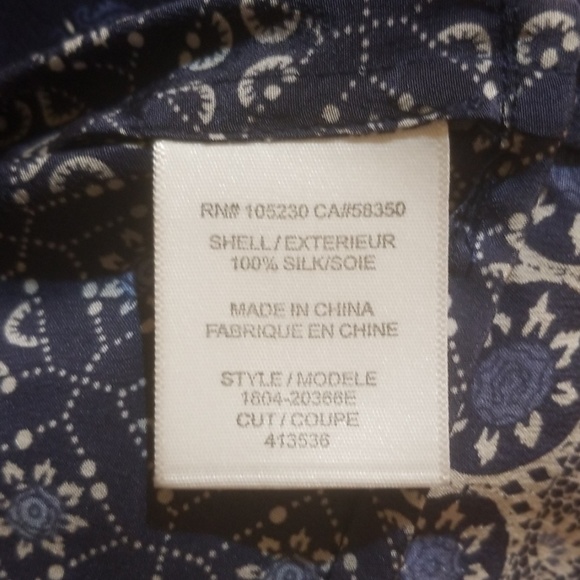 RN# 105230 CA#58350
SHELL/EXTERIEUR
100% SILK/SOIE
MADE IN CHINA
FABRIQUE EN CHINE
STYLE/MODELE
1804-20366E
CUT/COUPE
413536